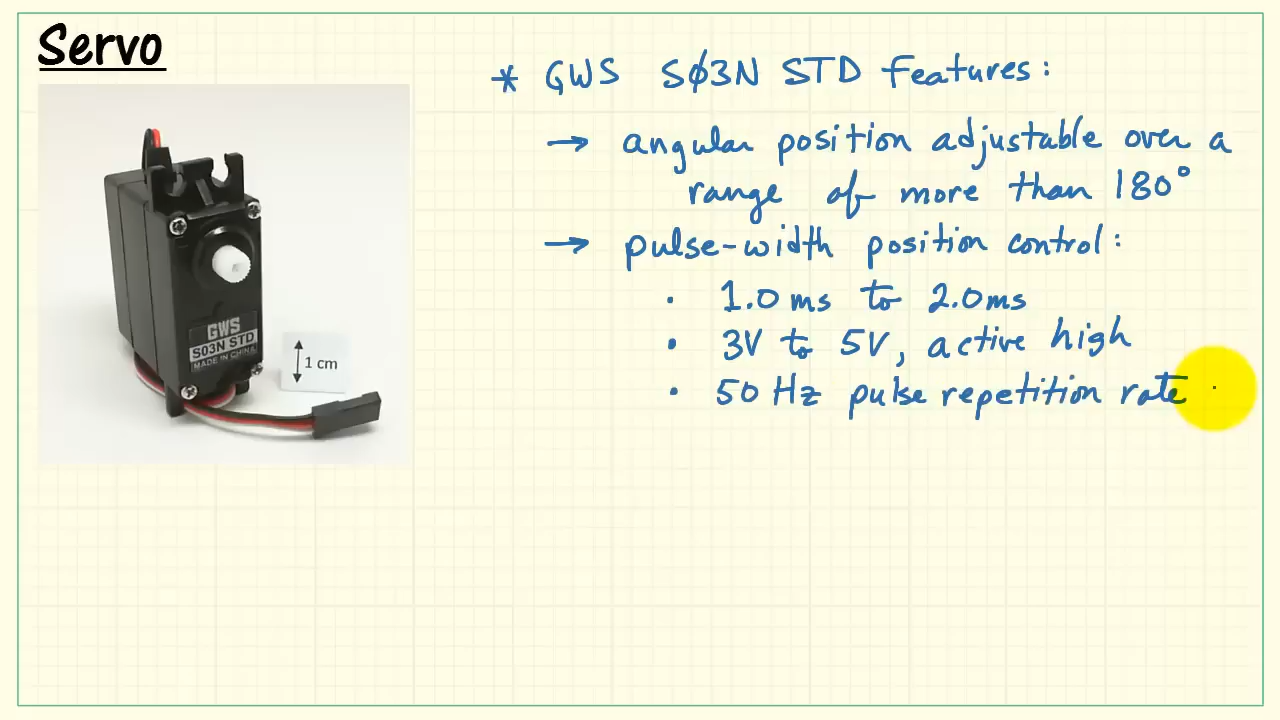 Servo
* GWS SØ3N STD Features:
→ angular position adjustable over a
range of more than 180°
→ pulse-width position control:
• 1.0 ms to 2.0 ms
• 3V to 5V, active high
• 50 Hz pulse repetition rate
GWS
S03N STD
MADE IN CHINA
1 cm